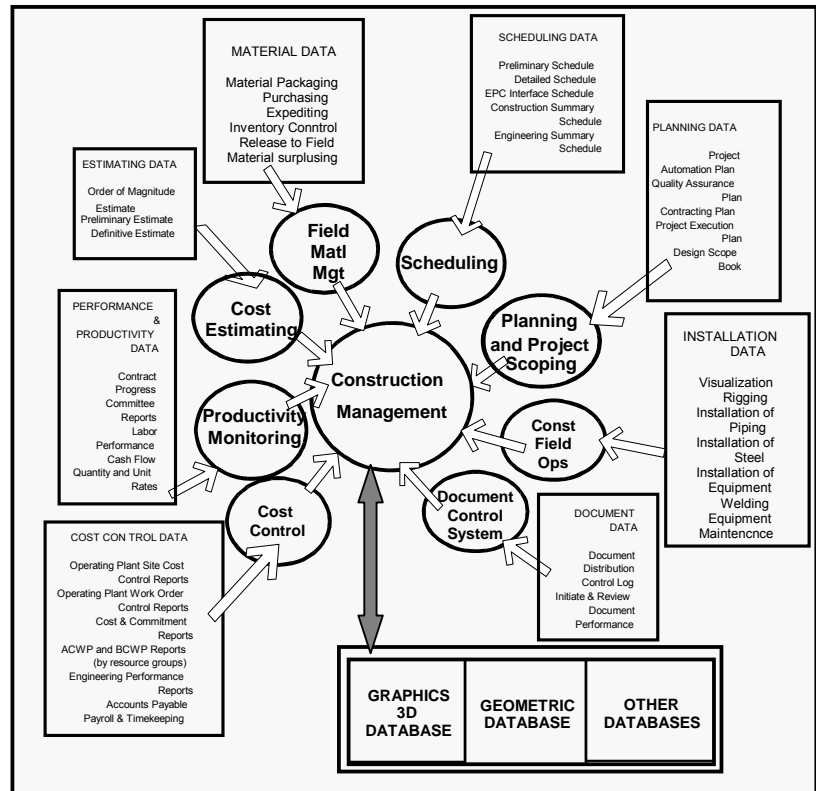 MATERIAL DATA
Material Packaging
Purchasing
Expediting
Inventory Conntrol
Release to Field
Material surplusing
SCHEDULING DATA
Preliminary Schedule
Detailed Schedule
EPC Interface Schedule
Construction Summary
Schedule
Engineering Summary
Schedule
PLANNING DATA
Project
Automation Plan
Quality Assurance
Plan
Contracting Plan
Project Execution
Plan
Design Scope
Book
ESTIMATING DATA
Order of Magnitude
Estimate
Preliminary Estimate
Definitive Estimate
PERFORMANCE
&
PRODUCTIVITY
DATA
Contract
Progress
Committee
Reports
Labor
Performance
Cash Flow
Quantity and Unit
Rates
COST CON TROL DATA
Operating Plant Site Cost
Control Reports
Operating Plant Work Order
Control Reports
Cost & Commitment
Reports
ACWP and BCWP Reports
(by resource groups)
Engineering Performance
Reports
Accounts Payable
Payroll & Timekeeping
Field
Matl
Mgt
Scheduling
Cost
Estimating
Planning
and Project
Scoping
Construction
Management
Productivity
Monitoring
Const
Field
Ops
Cost
Control
Document
Control
System
INSTALLATION
DATA
Visualization
Rigging
Installation of
Piping
Installation of
Steel
Installation of
Equipment
Welding
Equipment
Maintencnce
DOCUMENT
DATA
Document
Distribution
Control Log
Initiate & Review
Document
Performance
GRAPHICS
3D
DATABASE
GEOMETRIC
DATABASE
OTHER
DATABASES